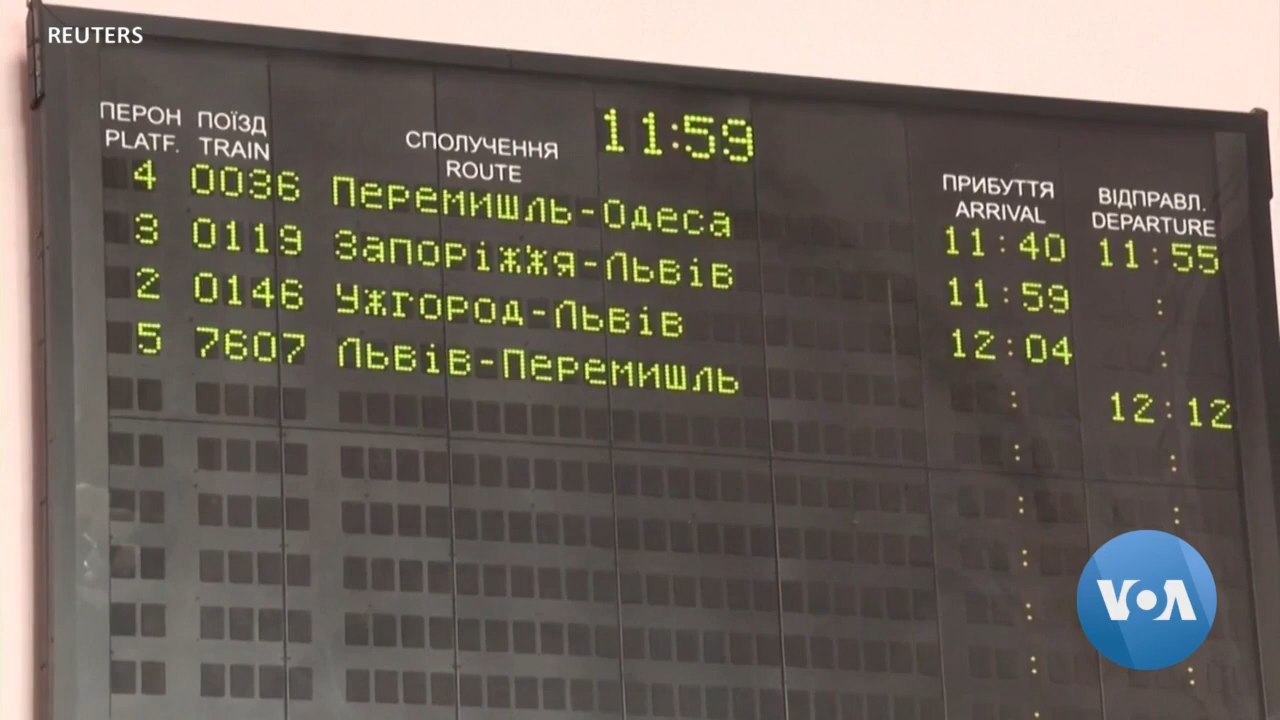 REUTERS
11:59
ПЕРОН ПОЇЗД СПОЛУЧЕННЯ ПРИБУТТЯ ВІДПРАВЛ.
PLATF. TRAIN ROUTE ARRIVAL DEPARTURE
4 0036 Перемишль-Одеса 11:40 11:55
3 0119 Запоріжжя-Львів 11:59 :
2 0146 Ужгород-Львів 12:04 :
5 7607 Львів-Перемишль : 12:12
VOA